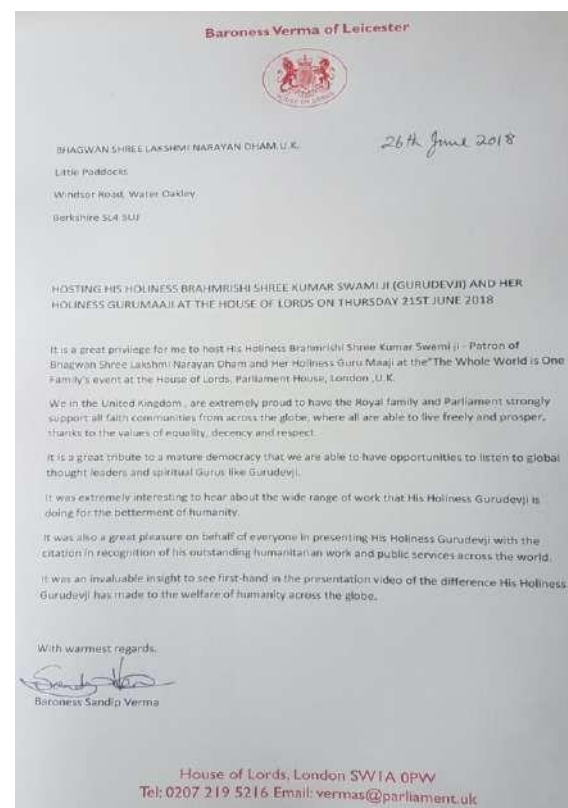 Baroness Verma of Leicester
HOUSE OF LORDS
26th June 2018
BHAGWAN SHREE LAKSHMI NARAYAN DHAM.U.K.
Little Paddocks
Windsor Road, Water Oakley
Berkshire SL4 5UJ
HOSTING HIS HOLINESS BRAHMRISHI SHREE KUMAR SWAMI JI (GURUDEVJI) AND HER
HOLINESS GURUMAAJI AT THE HOUSE OF LORDS ON THURSDAY 21ST JUNE 2018
It is a great privilege for me to host His Holiness Brahmrishi Shree Kumar Swami ji - Patron of
Bhagwan Shree Lakshmi Narayan Dham and Her Holiness Guru Maaji at the"The Whole World is One
Family's event at the House of Lords, Parliament House, London ,U.K.
We in the United Kingdom , are extremely proud to have the Royal family and Parliament strongly
support all faith communities from across the globe, where all are able to live freely and prosper,
thanks to the values of equality, decency and respect.
It is a great tribute to a mature democracy that we are able to have opportunities to listen to global
thought leaders and spiritual Gurus like Gurudevji.
It was extremely interesting to hear about the wide range of work that His Holiness Gurudevji is
doing for the betterment of humanity.
It was also a great pleasure on behalf of everyone in presenting His Holiness Gurudevji with the
citation in recognition of his outstanding humanitarian work and public services across the world.
It was an invaluable insight to see first-hand in the presentation video of the difference His Holiness
Gurudevji has made to the welfare of humanity across the globe.
With warmest regards.
Baroness Sandip Verma
House of Lords, London SW1A 0PW
Tel: 0207 219 5216 Email: vermas@parliament.uk